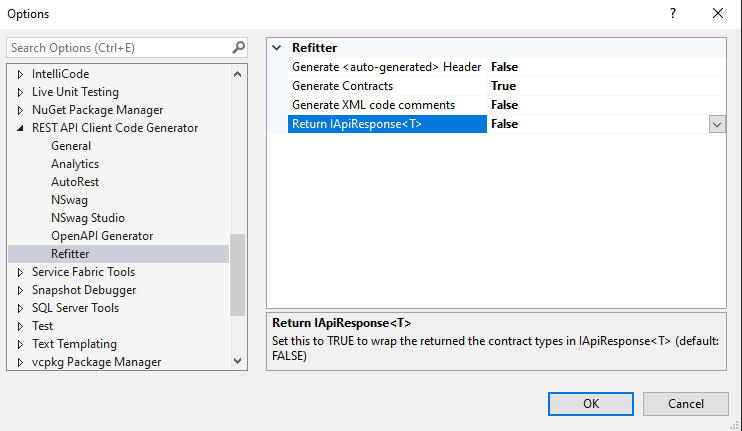 Options
?
Search Options (Ctrl+E)
IntelliCode
Live Unit Testing
NuGet Package Manager
REST API Client Code Generator
General
Analytics
AutoRest
NSwag
NSwag Studio
OpenAPI Generator
Refitter
Service Fabric Tools
Snapshot Debugger
SQL Server Tools
Test
Text Templating
vcpkg Package Manager
Refitter
Generate <auto-generated> Header False
Generate Contracts True
Generate XML code comments False
Return IApiResponse<T> False
Return IApiResponse<T>
Set this to TRUE to wrap the returned the contract types in IApiResponse<T> (default:
FALSE)
OK
Cancel